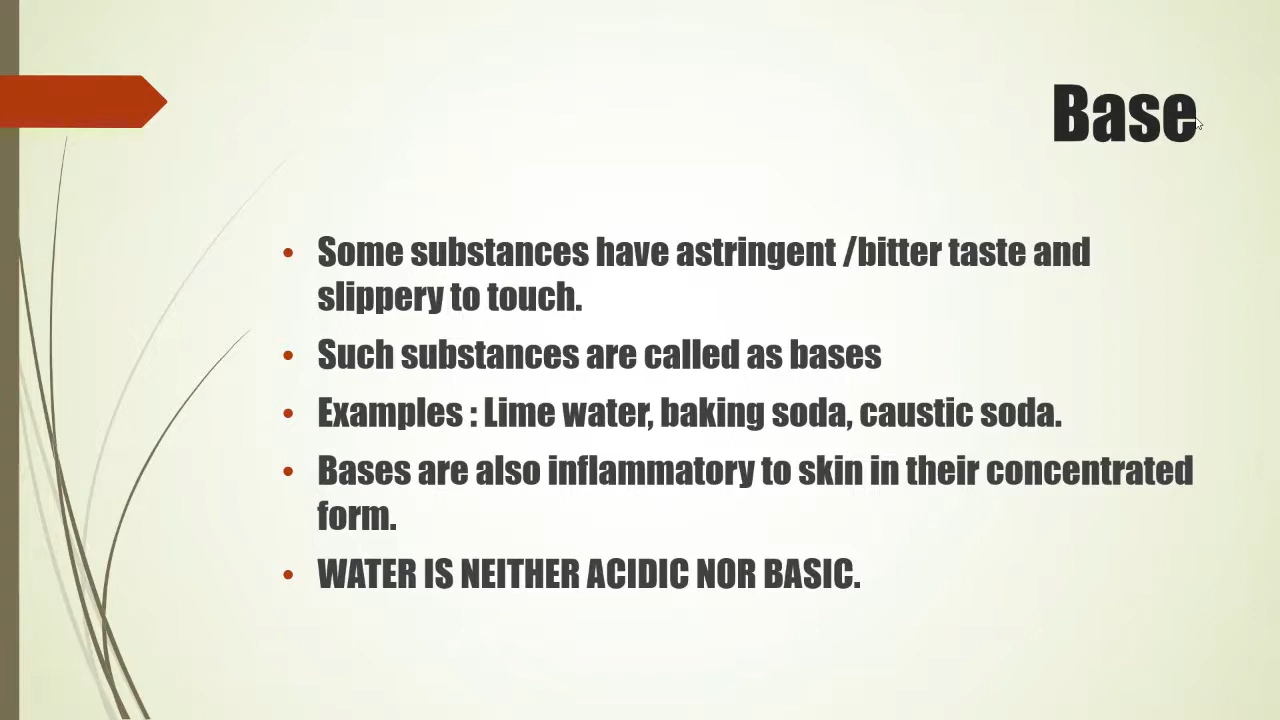 Base
• Some substances have astringent /bitter taste and
slippery to touch.
• Such substances are called as bases
• Examples : Lime water, baking soda, caustic soda.
• Bases are also inflammatory to skin in their concentrated
form.
• WATER IS NEITHER ACIDIC NOR BASIC.